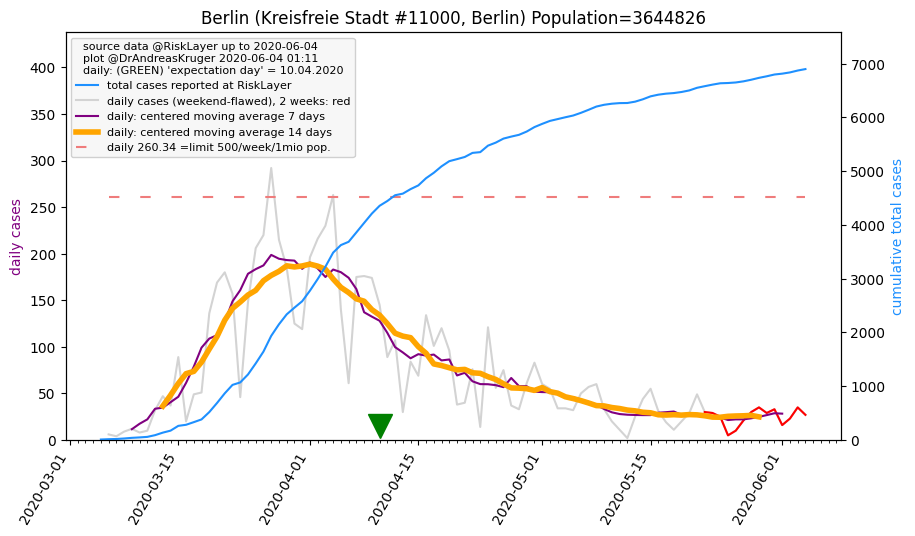 Berlin (Kreisfreie Stadt #11000, Berlin) Population=3644826
source data @RiskLayer up to 2020-06-04
plot @DrAndreasKruger 2020-06-04 01:11
daily: (GREEN) 'expectation day' = 10.04.2020
total cases reported at RiskLayer
daily cases (weekend-flawed), 2 weeks: red
daily: centered moving average 7 days
daily: centered moving average 14 days
daily 260.34 =limit 500/week/1mio pop.
daily cases
400
350
300
250
200
150
100
50
0
cumulative total cases
7000
6000
5000
4000
3000
2000
1000
0
2020-03-01
2020-03-15
2020-04-01
2020-04-15
2020-05-01
2020-05-15
2020-06-01